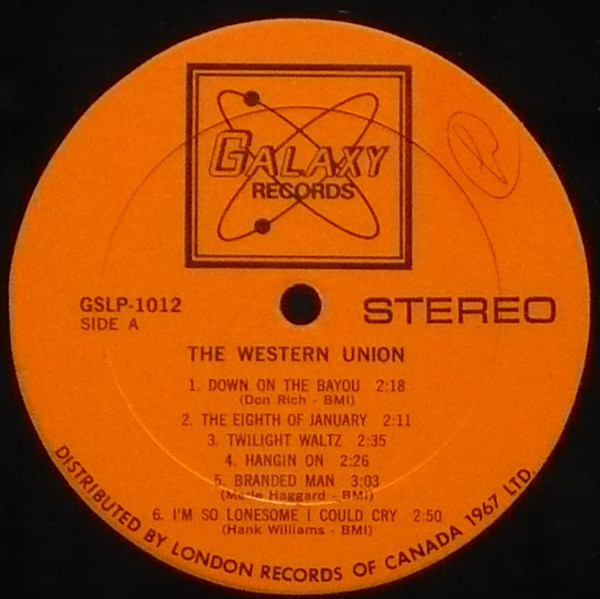 GALAXY
RECORDS
GSLP-1012
SIDE A
STEREO
THE WESTERN UNION
1. DOWN ON THE BAYOU 2:18
(Don Rich - BMI)
2. THE EIGHTH OF JANUARY 2:11
3. TWILIGHT WALTZ 2:35
4. HANGIN ON 2:26
5. BRANDED MAN 3:03
(Merle Haggard - BMI)
6. I'M SO LONESOME I COULD CRY 2:50
(Hank Williams - BMI)
DISTRIBUTED BY LONDON RECORDS OF CANADA 1967 LTD.